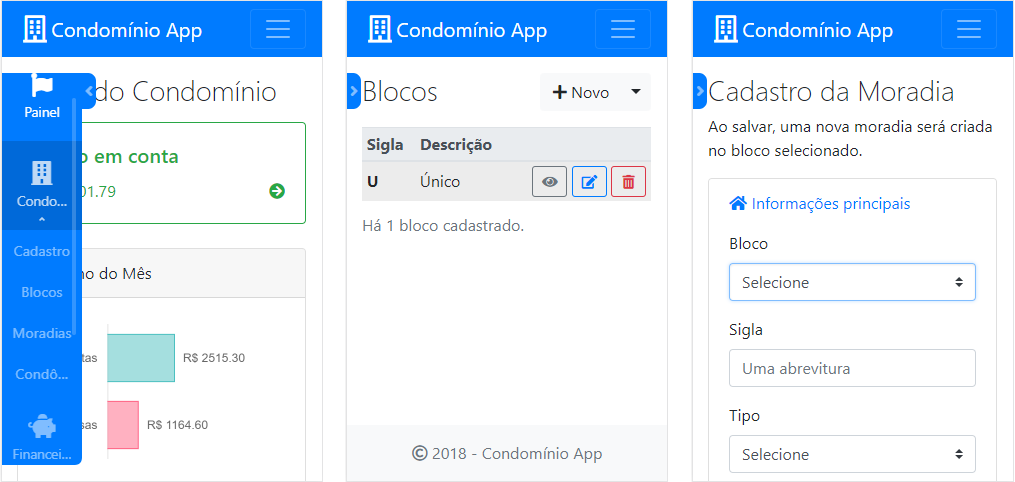 Condomínio App
do Condomínio
Painel
o em conta
01.79
Condo...
Cadastro
Blocos
Moradias
Condô...
Financei...
no do Mês
tas
R$ 2515.30
sas
R$ 1164.60
Condomínio App
Blocos
Novo
Sigla Descrição
U Único
Há 1 bloco cadastrado.
© 2018 - Condomínio App
Condomínio App
Cadastro da Moradia
Ao salvar, uma nova moradia será criada
no bloco selecionado.
Informações principais
Bloco
Selecione
Sigla
Uma abrevitura
Tipo
Selecione